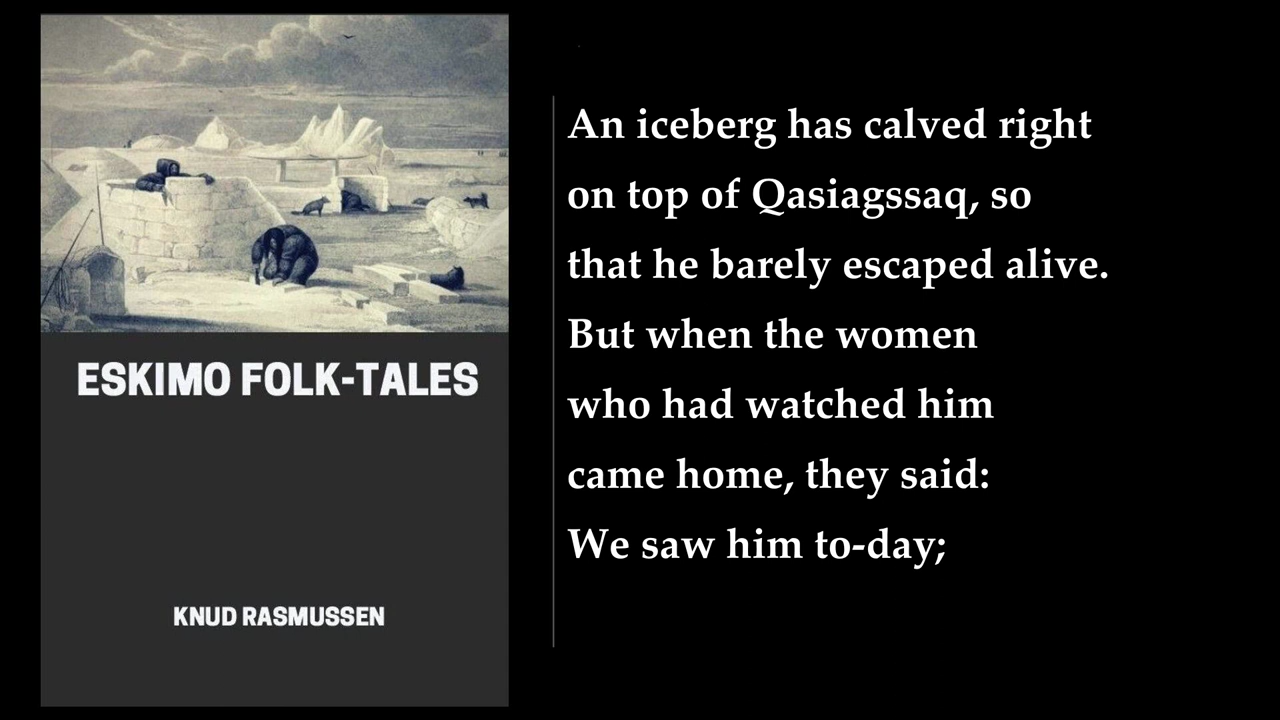 ESKIMO FOLK-TALES
KNUD RASMUSSEN
An iceberg has calved right
on top of Qasiagssaq, so
that he barely escaped alive.
But when the women
who had watched him
came home, they said:
We saw him to-day;